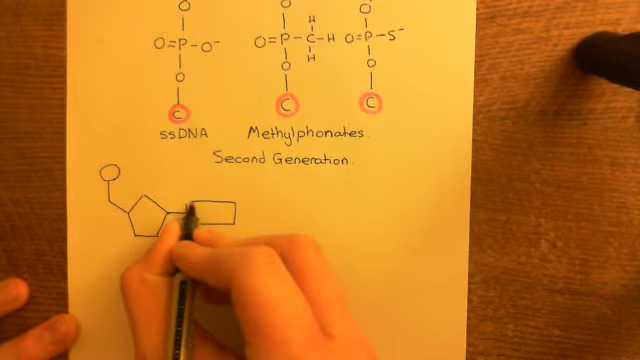 O O O
H
O=P-O⁻ O=P-C-H O=P-S⁻
H
O O O
C C C
ssDNA Methylphonates.
Second Generation.